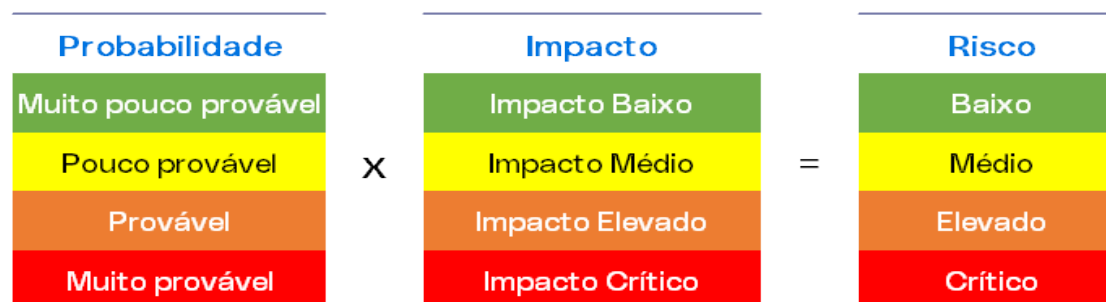 Probabilidade
Impacto
Risco
Muito pouco provável
Impacto Baixo
Baixo
Pouco provável
x
Impacto Médio
=
Médio
Provável
Impacto Elevado
Elevado
Muito provável
Impacto Crítico
Crítico